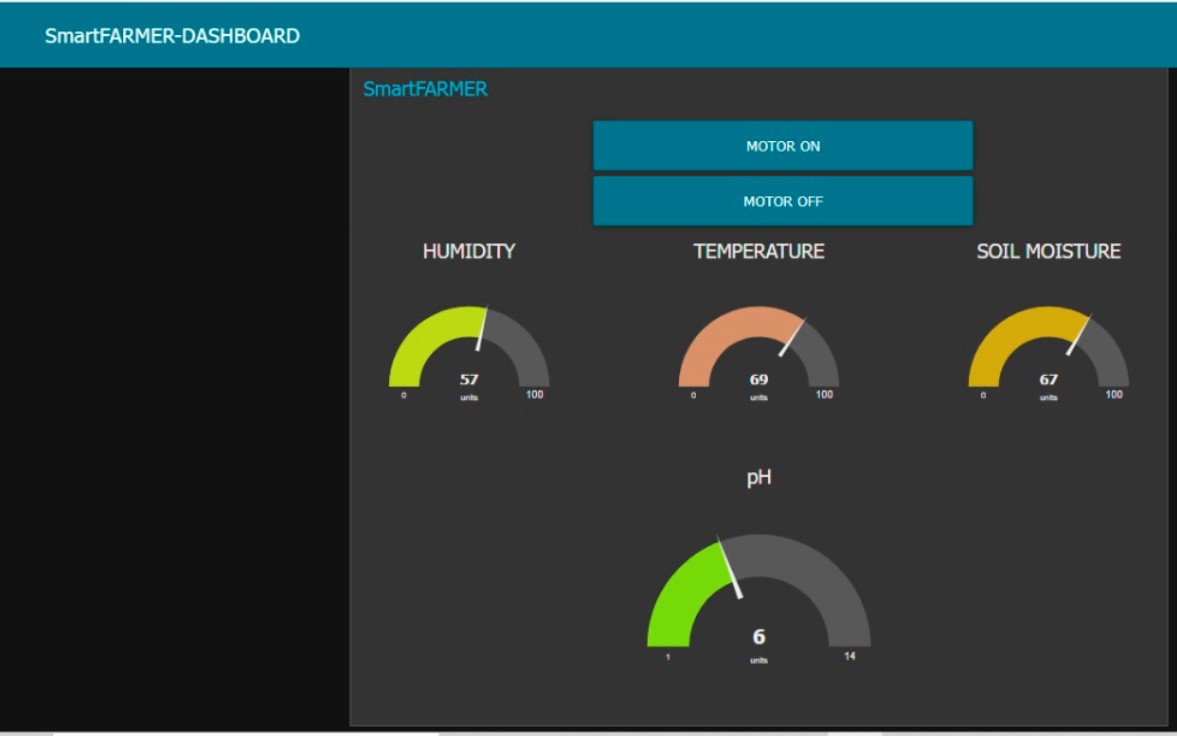 SmartFARMER-DASHBOARD
SmartFARMER
MOTOR ON
MOTOR OFF
HUMIDITY TEMPERATURE SOIL MOISTURE
57 69 67
0 units 100 0 units 100 0 units 100
pH
6
1 units 14